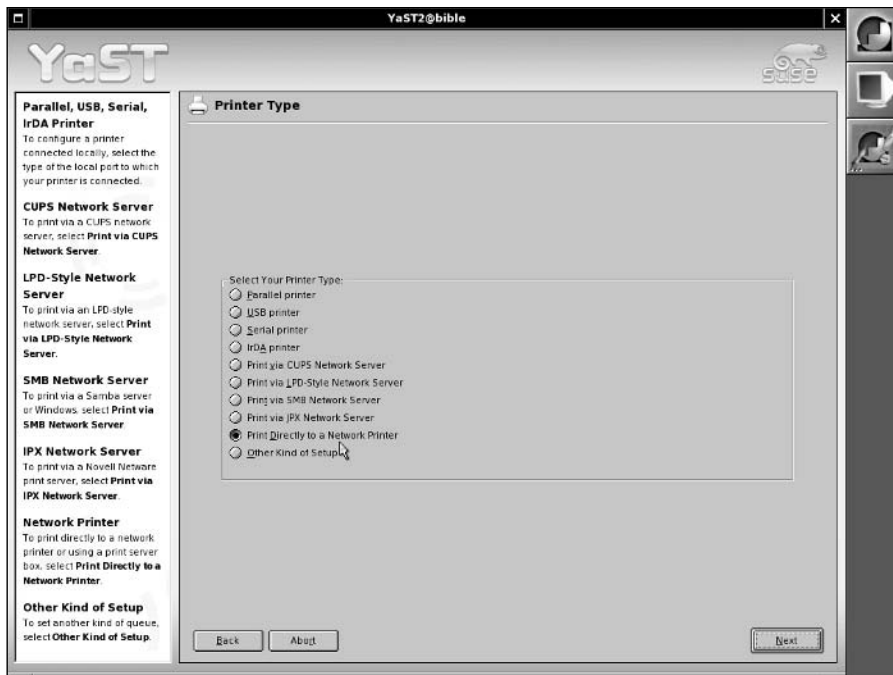 YaST2@bible
YaST
SUSE
Parallel, USB, Serial,
IrDA Printer
To configure a printer
connected locally, select the
type of the local port to which
your printer is connected.
CUPS Network Server
To print via a CUPS network
server, select Print via CUPS
Network Server.
LPD-Style Network
Server
To print via an LPD-style
network server, select Print
via LPD-Style Network
Server.
SMB Network Server
To print via a Samba server
or Windows, select Print via
SMB Network Server.
IPX Network Server
To print via a Novell Netware
print server, select Print via
IPX Network Server.
Network Printer
To print directly to a network
printer or using a print server
box, select Print Directly to a
Network Printer.
Other Kind of Setup
To set another kind of queue,
select Other Kind of Setup.
Printer Type
Select Your Printer Type:
Parallel printer
USB printer
Serial printer
IrDA printer
Print via CUPS Network Server
Print via LPD-Style Network Server
Print via SMB Network Server
Print via IPX Network Server
Print Directly to a Network Printer
Other Kind of Setup
Back
Abort
Next